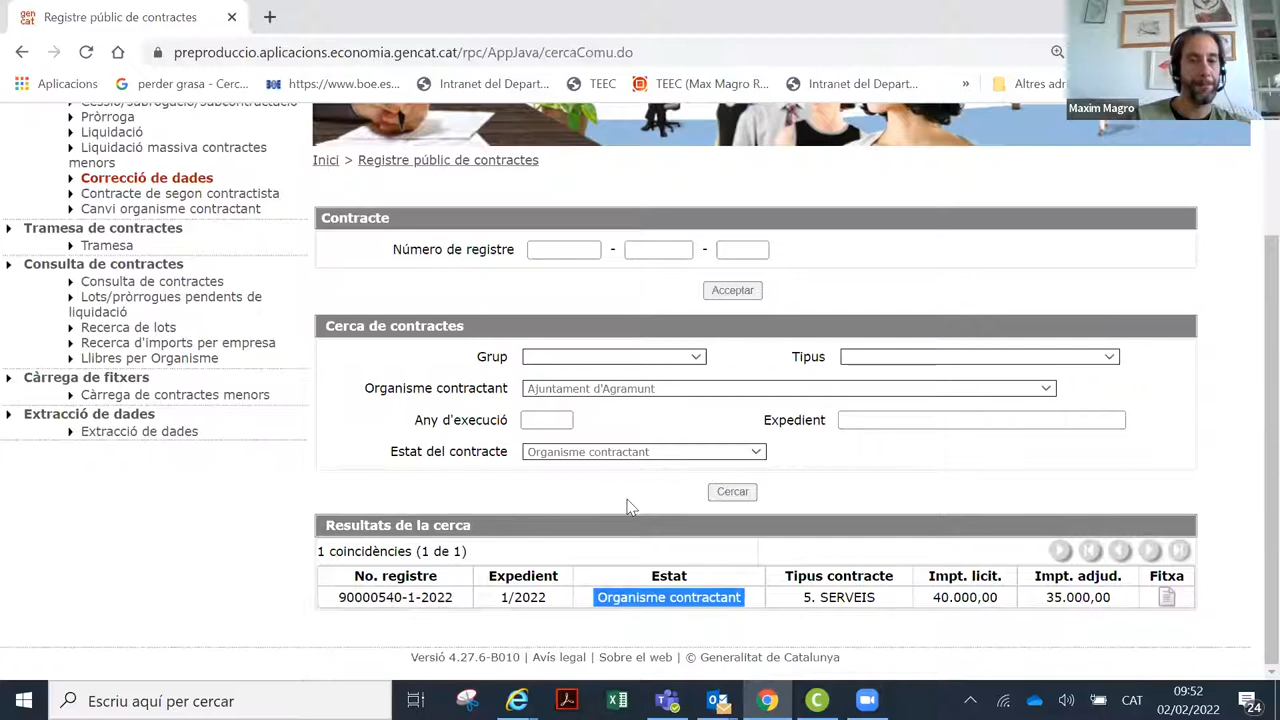 gen cat Registre públic de contractes
preproduccio.aplicacions.economia.gencat.cat/rpc/AppJava/cercaComu.do
Aplicacions perder grasa - Cerc... https://www.boe.es... Intranet del Depart... TEEC TEEC (Max Magro R... Intranet del Depart... » Altres adr
Maxim Magro
Cessió/subrogació/subcontractació
Pròrroga
Liquidació
Liquidació massiva contractes
menors
Correcció de dades
Contracte de segon contractista
Canvi organisme contractant
Tramesa de contractes
Tramesa
Consulta de contractes
Consulta de contractes
Lots/pròrrogues pendents de
liquidació
Recerca de lots
Recerca d'imports per empresa
Llibres per Organisme
Càrrega de fitxers
Càrrega de contractes menors
Extracció de dades
Extracció de dades
Inici > Registre públic de contractes
Contracte
Número de registre - -
Acceptar
Cerca de contractes
Grup Tipus
Organisme contractant Ajuntament d'Agramunt
Any d'execució Expedient
Estat del contracte Organisme contractant
Cercar
Resultats de la cerca
1 coincidències (1 de 1)
No. registre Expedient Estat Tipus contracte Impt. licit. Impt. adjud. Fitxa
90000540-1-2022 1/2022 Organisme contractant 5. SERVEIS 40.000,00 35.000,00
Versió 4.27.6-B010 | Avís legal | Sobre el web | © Generalitat de Catalunya
Escriu aquí per cercar
CAT
09:52
02/02/2022
24